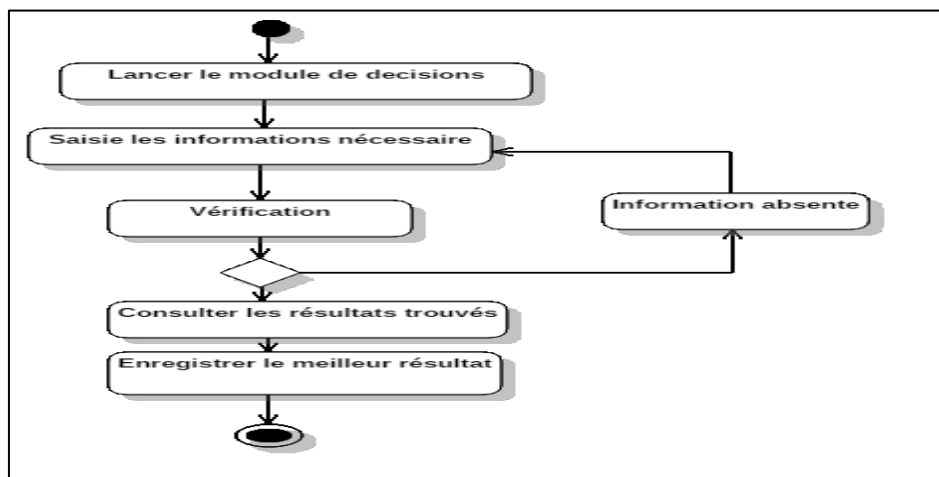 Lancer le module de decisions
Saisie les informations nécessaire
Vérification
Information absente
Consulter les résultats trouvés
Enregistrer le meilleur résultat